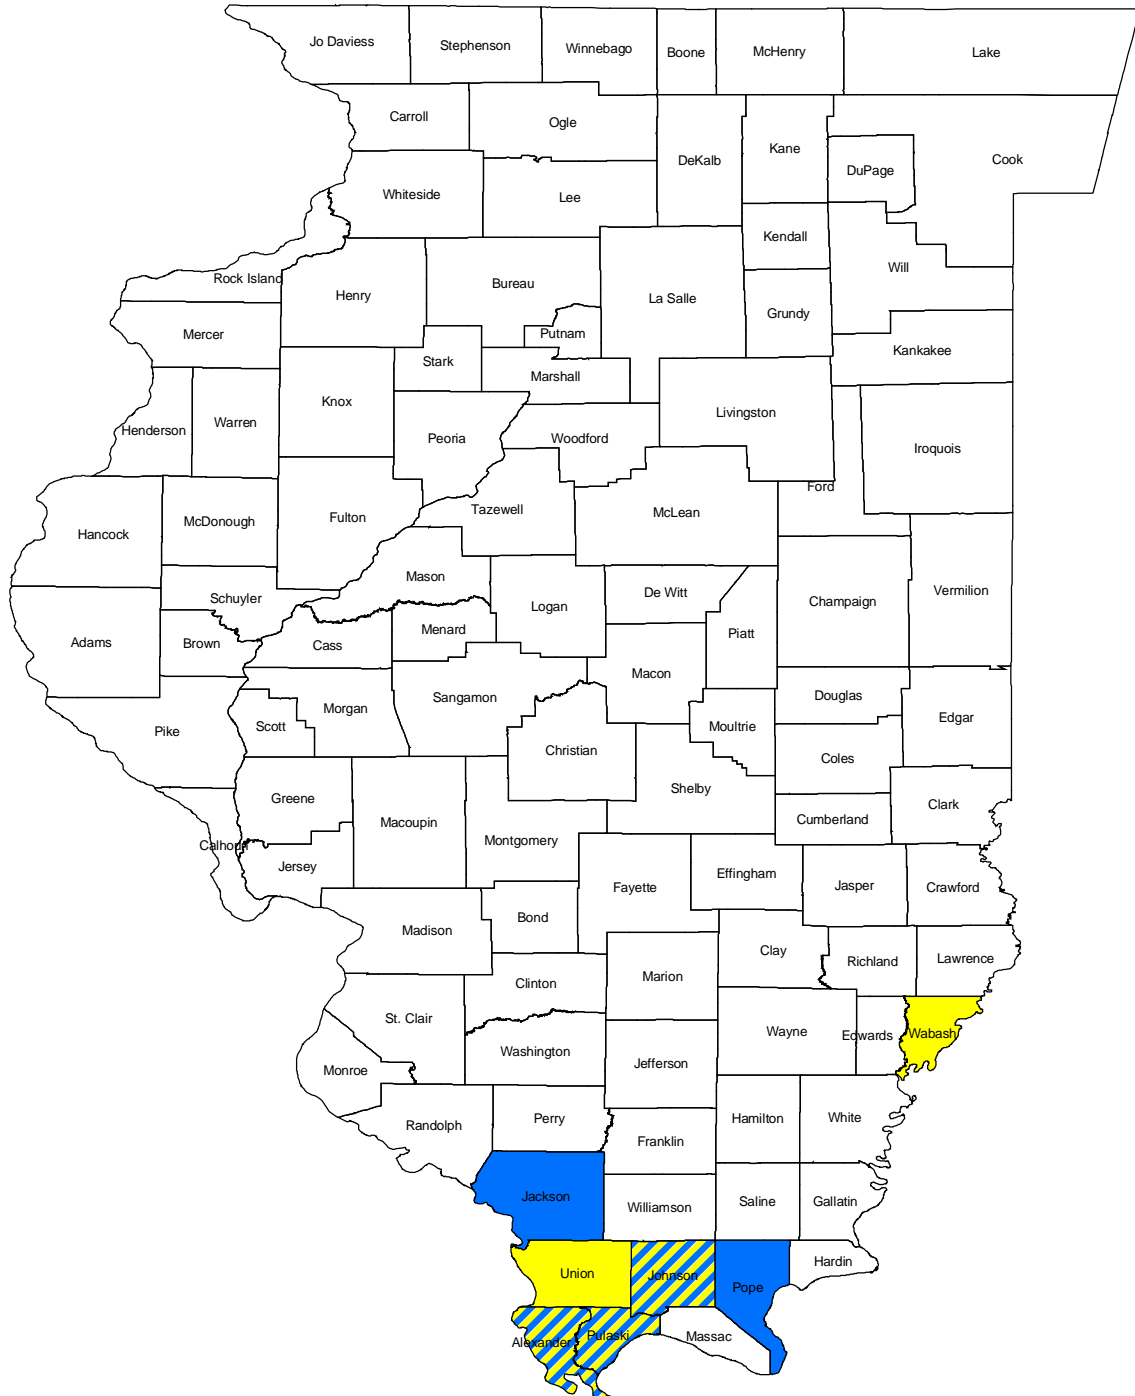 Jo Daviess
Stephenson
Winnebago
Boone
McHenry
Lake
Carroll
Ogle
DeKalb
Kane
DuPage
Cook
Whiteside
Lee
Kendall
Will
Rock Island
Henry
Bureau
La Salle
Grundy
Mercer
Putnam
Kankakee
Stark
Marshall
Henderson
Warren
Knox
Peoria
Woodford
Livingston
Iroquois
Ford
Hancock
McDonough
Fulton
Tazewell
McLean
Mason
Schuyler
Logan
De Witt
Champaign
Vermilion
Adams
Brown
Cass
Menard
Piatt
Macon
Pike
Scott
Morgan
Sangamon
Christian
Moultrie
Douglas
Edgar
Coles
Shelby
Greene
Macoupin
Montgomery
Cumberland
Clark
Calhoun
Jersey
Fayette
Effingham
Jasper
Crawford
Madison
Bond
Clay
Richland
Lawrence
Clinton
Marion
St. Clair
Washington
Wayne
Edwards
Wabash
Monroe
Jefferson
Randolph
Perry
Franklin
Hamilton
White
Jackson
Williamson
Saline
Gallatin
Union
Johnson
Pope
Hardin
Alexander
Pulaski
Massac